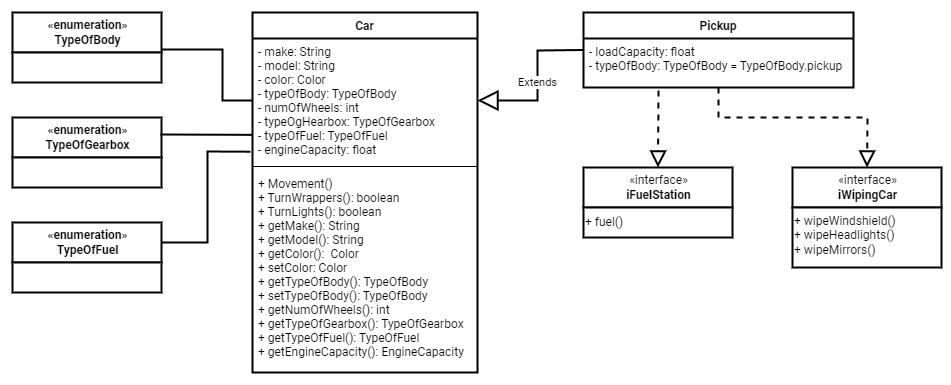 «enumeration»
TypeOfBody
«enumeration»
TypeOfGearbox
«enumeration»
TypeOfFuel
Car
- make: String
- model: String
- color: Color
- typeOfBody: TypeOfBody
- numOfWheels: int
- typeOgHearbox: TypeOfGearbox
- typeOfFuel: TypeOfFuel
- engineCapacity: float
+ Movement()
+ TurnWrappers(): boolean
+ TurnLights(): boolean
+ getMake(): String
+ getModel(): String
+ getColor():  Color
+ setColor: Color
+ getTypeOfBody(): TypeOfBody
+ setTypeOfBody(): TypeOfBody
+ getNumOfWheels(): int
+ getTypeOfGearbox(): TypeOfGearbox
+ getTypeOfFuel(): TypeOfFuel
+ getEngineCapacity(): EngineCapacity
Extends
Pickup
- loadCapacity: float
- typeOfBody: TypeOfBody = TypeOfBody.pickup
«interface»
iFuelStation
+ fuel()
«interface»
iWipingCar
+ wipeWindshield()
+ wipeHeadlights()
+ wipeMirrors()